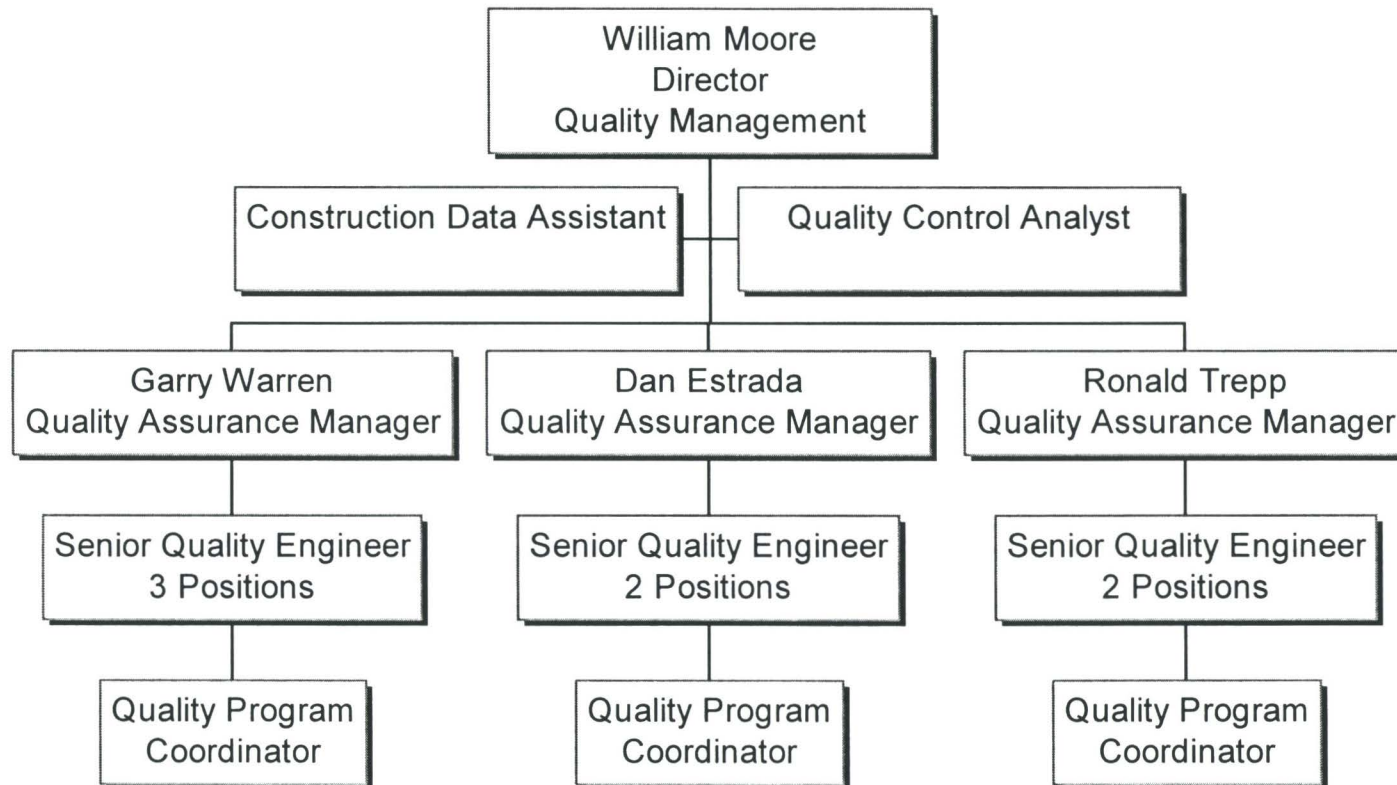 William Moore
Director
Quality Management
Construction Data Assistant
Quality Control Analyst
Garry Warren
Quality Assurance Manager
Dan Estrada
Quality Assurance Manager
Ronald Trepp
Quality Assurance Manager
Senior Quality Engineer
3 Positions
Senior Quality Engineer
2 Positions
Senior Quality Engineer
2 Positions
Quality Program
Coordinator
Quality Program
Coordinator
Quality Program
Coordinator